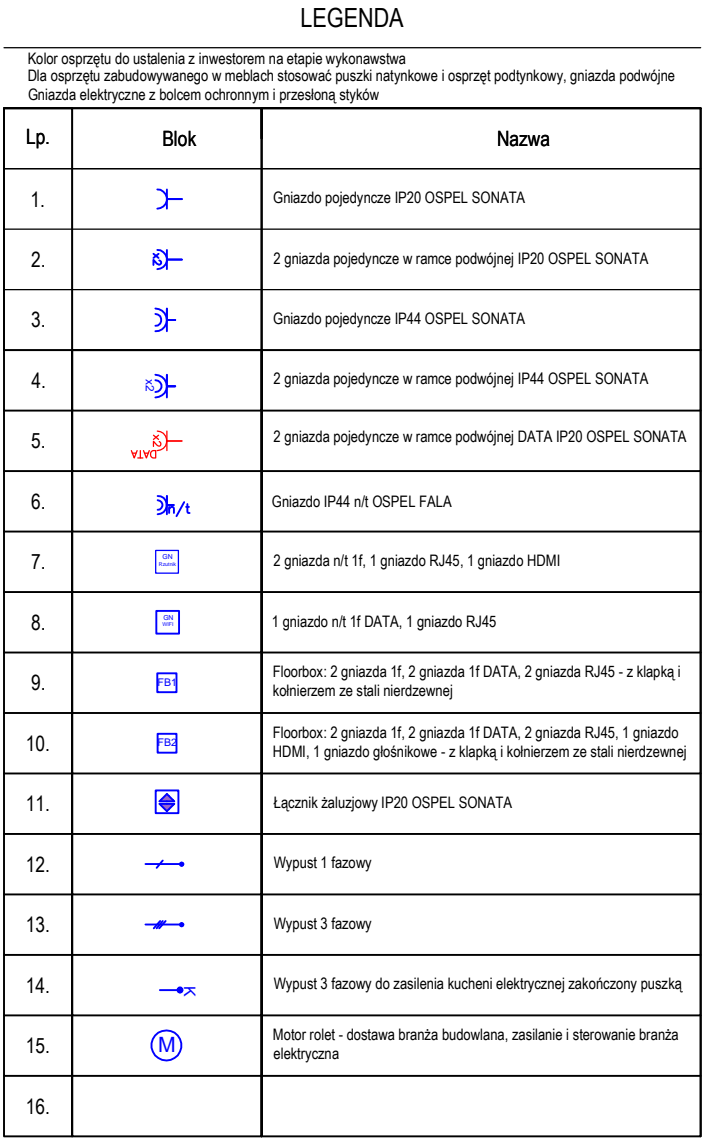 LEGENDA
Kolor osprzętu do ustalenia z inwestorem na etapie wykonawstwa
Dla osprzętu zabudowywanego w meblach stosować puszki natynkowe i osprzęt podtynkowy, gniazda podwójne
Gniazda elektryczne z bolcem ochronnym i przesłoną styków
Lp. Blok Nazwa
1. Gniazdo pojedyncze IP20 OSPEL SONATA
2. x2 2 gniazda pojedyncze w ramce podwójnej IP20 OSPEL SONATA
3. Gniazdo pojedyncze IP44 OSPEL SONATA
4. x2 2 gniazda pojedyncze w ramce podwójnej IP44 OSPEL SONATA
5. x2 DATA 2 gniazda pojedyncze w ramce podwójnej DATA IP20 OSPEL SONATA
6. n/t Gniazdo IP44 n/t OSPEL FALA
7. GN 2 gniazda n/t 1f, 1 gniazdo RJ45, 1 gniazdo HDMI
8. GN WIFI 1 gniazdo n/t 1f DATA, 1 gniazdo RJ45
9. FB1 Floorbox: 2 gniazda 1f, 2 gniazda 1f DATA, 2 gniazda RJ45 - z klapką i
kołnierzem ze stali nierdzewnej
10. FB2 Floorbox: 2 gniazda 1f, 2 gniazda 1f DATA, 2 gniazda RJ45, 1 gniazdo
HDMI, 1 gniazdo głośnikowe - z klapką i kołnierzem ze stali nierdzewnej
11. Łącznik żaluzjowy IP20 OSPEL SONATA
12. Wypust 1 fazowy
13. Wypust 3 fazowy
14. K Wypust 3 fazowy do zasilenia kucheni elektrycznej zakończony puszką
15. M Motor rolet - dostawa branża budowlana, zasilanie i sterowanie branża
elektryczna
16.